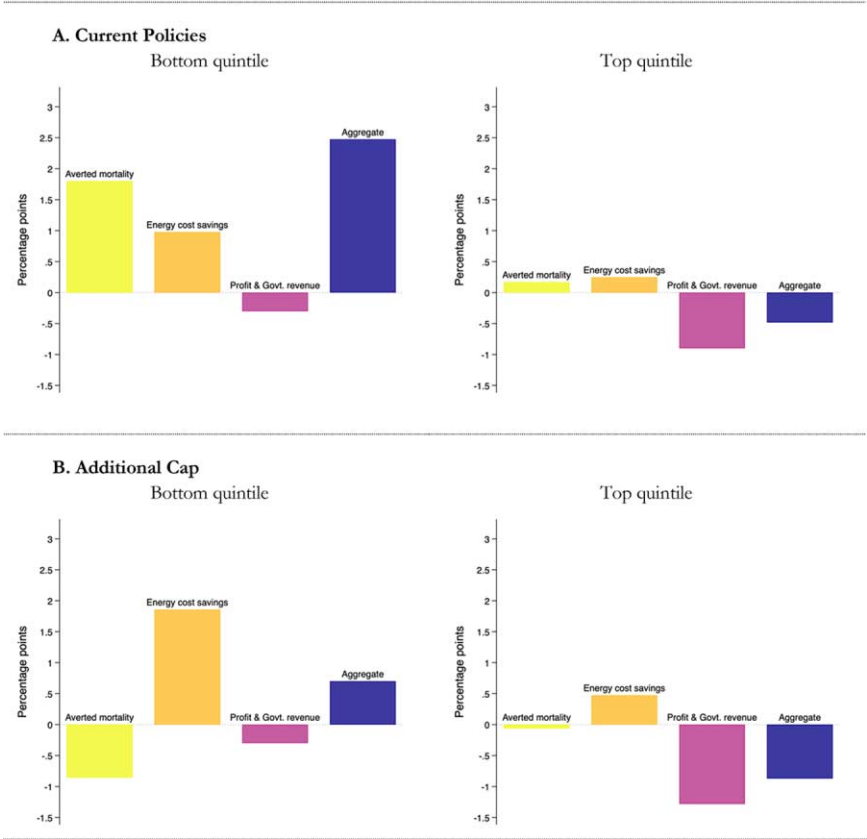 A. Current Policies
Bottom quintile
Top quintile
3
2.5
2
1.5
1
.5
0
-.5
-1
-1.5
Percentage points
Averted mortality
Energy cost savings
Profit & Govt. revenue
Aggregate
3
2.5
2
1.5
1
.5
0
-.5
-1
-1.5
Percentage points
Averted mortality
Energy cost savings
Profit & Govt. revenue
Aggregate
B. Additional Cap
Bottom quintile
Top quintile
3
2.5
2
1.5
1
.5
0
-.5
-1
-1.5
Percentage points
Averted mortality
Energy cost savings
Profit & Govt. revenue
Aggregate
3
2.5
2
1.5
1
.5
0
-.5
-1
-1.5
Percentage points
Averted mortality
Energy cost savings
Profit & Govt. revenue
Aggregate